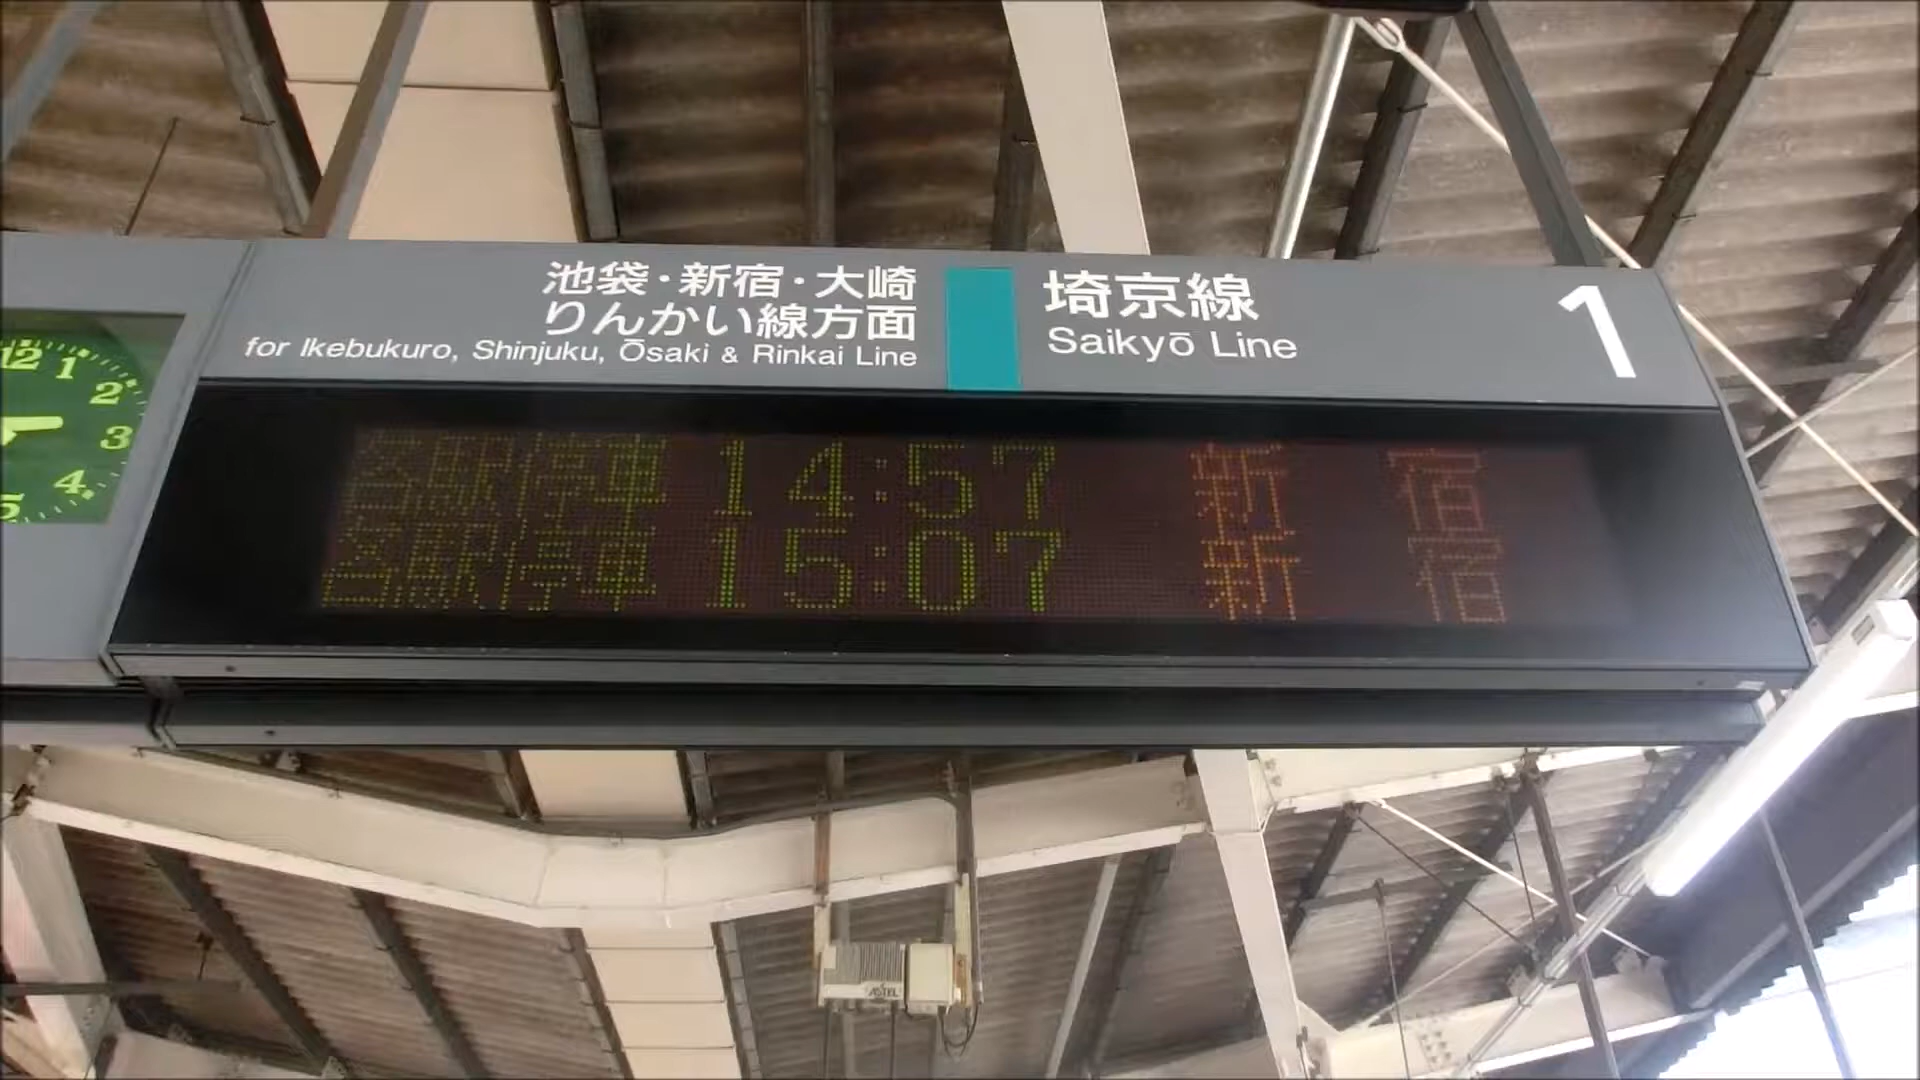 池袋・新宿・大崎
りんかい線方面
for Ikebukuro, Shinjuku, Ōsaki & Rinkai Line
埼京線
Saikyō Line
1
12
1
2
3
4
5
各駅停車 14:57 新宿
各駅停車 15:07 新宿
ASTEL